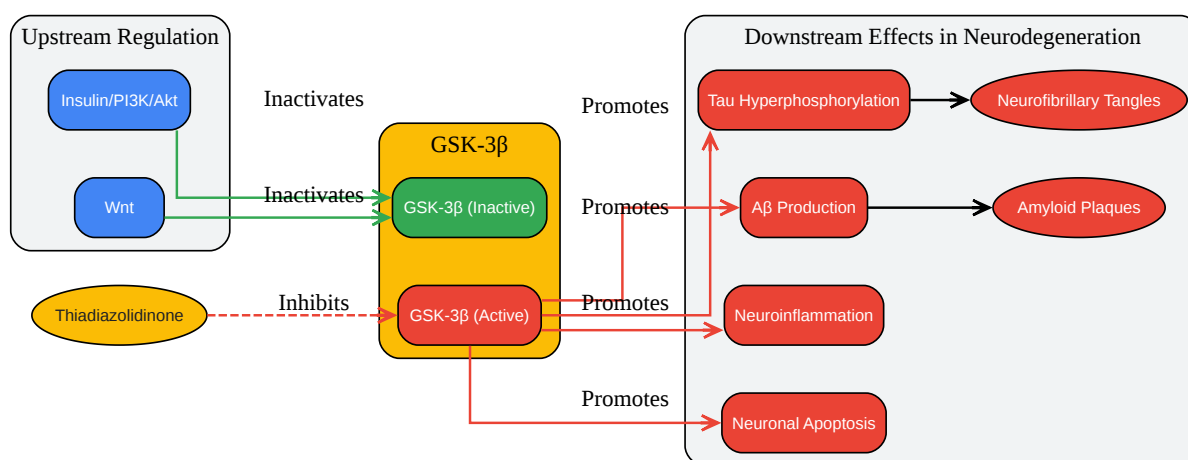 Upstream Regulation
Downstream Effects in Neurodegeneration
Insulin/PI3K/Akt
Inactivates
Promotes
Tau Hyperphosphorylation
Neurofibrillary Tangles
GSK-3β
Wnt
Inactivates
GSK-3β (Inactive)
Promotes
Aβ Production
Amyloid Plaques
Thiadiazolidinone
Inhibits
GSK-3β (Active)
Promotes
Neuroinflammation
Promotes
Neuronal Apoptosis